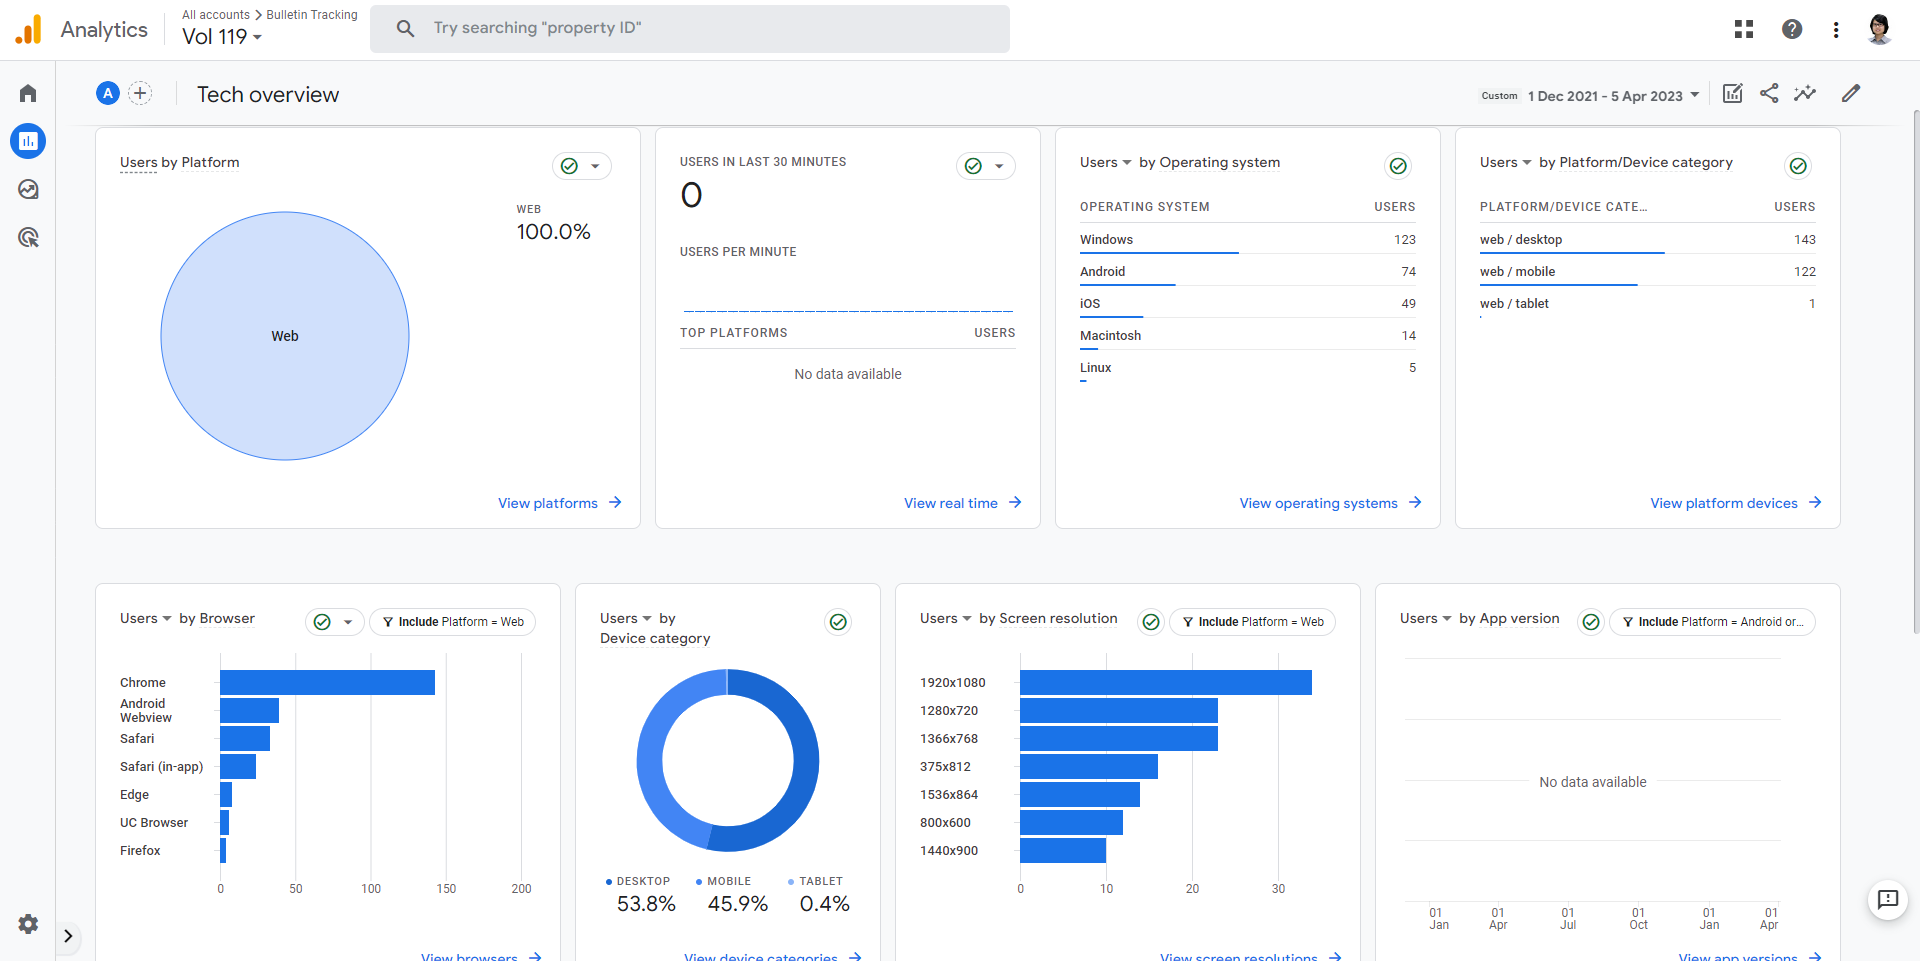 Analytics
All accounts > Bulletin Tracking
Vol 119
Try searching "property ID"
A
Tech overview
Custom 1 Dec 2021 - 5 Apr 2023
Users by Platform
WEB
100.0%
Web
View platforms
USERS IN LAST 30 MINUTES
0
USERS PER MINUTE
TOP PLATFORMS USERS
No data available
View real time
Users by Operating system
OPERATING SYSTEM USERS
Windows 123
Android 74
iOS 49
Macintosh 14
Linux 5
View operating systems
Users by Platform/Device category
PLATFORM/DEVICE CATE... USERS
web / desktop 143
web / mobile 122
web / tablet 1
View platform devices
Users by Browser
Include Platform = Web
Chrome
Android
Webview
Safari
Safari (in-app)
Edge
UC Browser
Firefox
0 50 100 150 200
View browsers
Users by
Device category
DESKTOP MOBILE TABLET
53.8% 45.9% 0.4%
View device categories
Users by Screen resolution
Include Platform = Web
1920x1080
1280x720
1366x768
375x812
1536x864
800x600
1440x900
0 10 20 30
View screen resolutions
Users by App version
Include Platform = Android or...
No data available
01 01 01 01 01 01
Jan Apr Jul Oct Jan Apr
View app versions